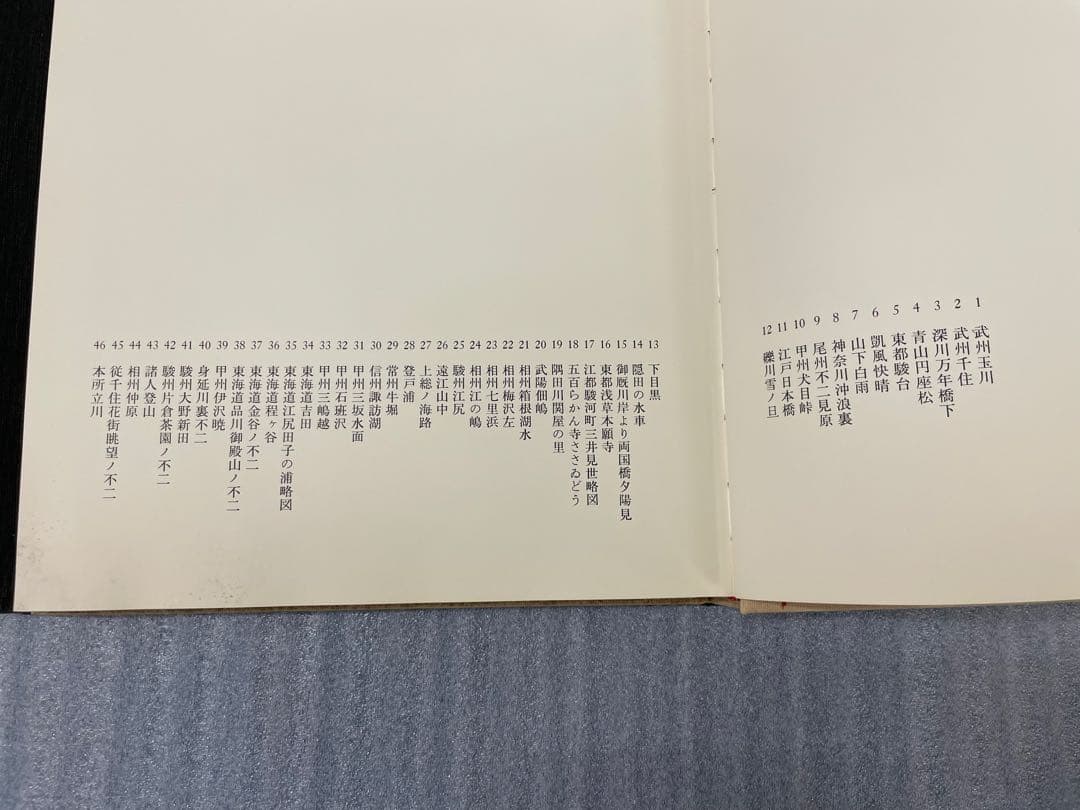 1 武州玉川
2 武州千住
3 深川万年橋下
4 青山円座松
5 東都駿台
6 凱風快晴
7 山下白雨
8 神奈川沖浪裏
9 尾州不二見原
10 甲州犬目峠
11 江戸日本橋
12 礫川雪ノ旦
13 下目黒
14 隠田の水車
15 御厩川岸より両国橋夕陽見
16 東都浅草本願寺
17 江都駿河町三井見世略図
18 五百らかん寺さざゐどう
19 隅田川関屋の里
20 武陽佃嶋
21 相州箱根湖水
22 相州梅沢左
23 相州七里浜
24 相州江の嶋
25 駿州江尻
26 遠江山中
27 上総ノ海路
28 登戸浦
29 常州牛堀
30 信州諏訪湖
31 甲州三坂水面
32 甲州石班沢
33 甲州三嶋越
34 東海道吉田
35 東海道江尻田子の浦略図
36 東海道程ヶ谷
37 東海道金谷ノ不二
38 東海道品川御殿山ノ不二
39 甲州伊沢暁
40 身延川裏不二
41 駿州大野新田
42 駿州片倉茶園ノ不二
43 諸人登山
44 相州仲原
45 従千住花街眺望ノ不二
46 本所立川